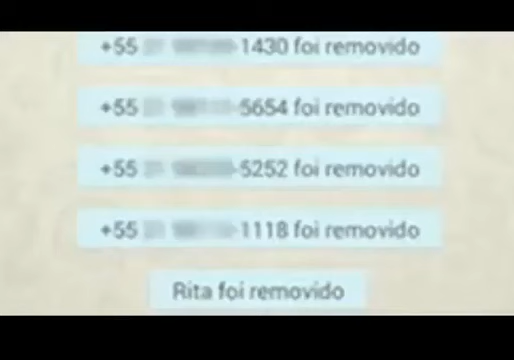 +55 -1430 foi removido
+55 -5654 foi removido
+55 -5252 foi removido
+55 -1118 foi removido
Rita foi removido